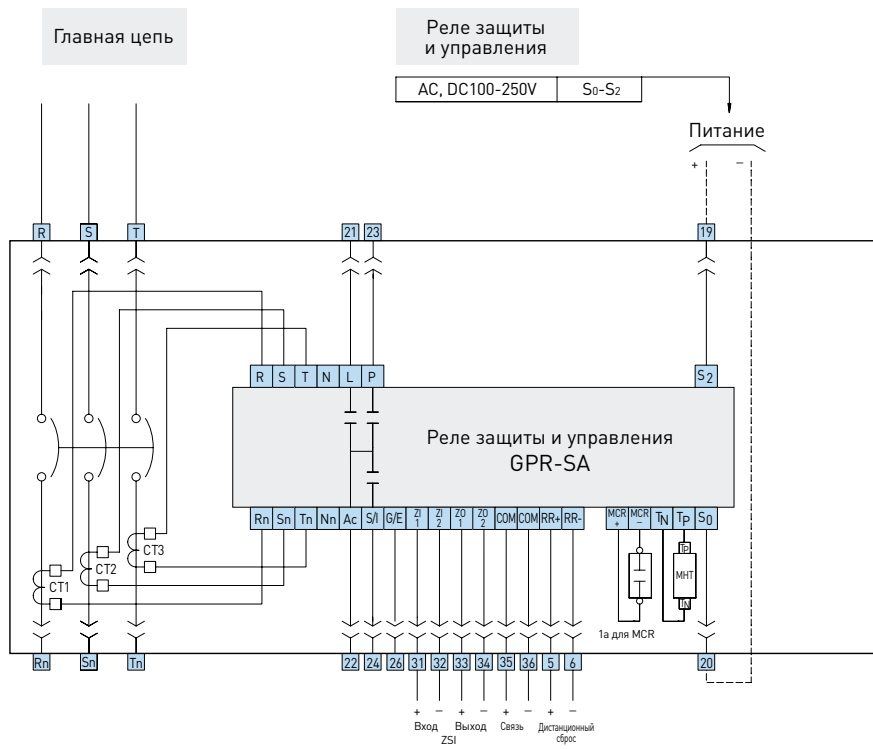 Главная цепь
Реле защиты
и управления
AC, DC100-250V S0-S2
Питание
+ −
R S T 21 23 19
R S T N L P S2
Реле защиты и управления
GPR-SA
Rn Sn Tn Nn Ac S/I G/E ZI 1 ZI 2 ZO 1 ZO 2 COM COM RR+ RR- MCR + MCR − TN TP S0
CT1 CT2 CT3
TP
МНТ
TN
1a для MCR
Rn Sn Tn 22 24 26 31 32 33 34 35 36 5 6 20
+ − + − + − + −
Вход Выход Связь Дистанционный
сброс
ZSI